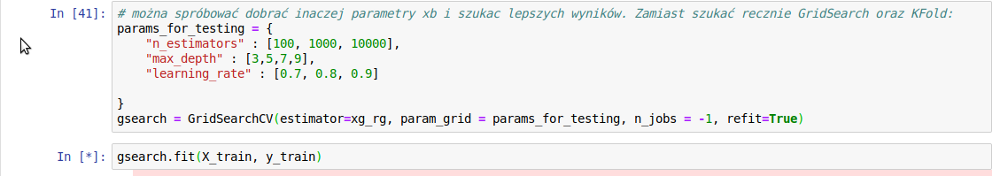 In [41]: # można spróbować dobrać inaczej parametry xb i szukac lepszych wyników. Zamiast szukać recznie GridSearch oraz KFold:
params_for_testing = {
    "n_estimators" : [100, 1000, 10000],
    "max_depth" : [3,5,7,9],
    "learning_rate" : [0.7, 0.8, 0.9]
}
gsearch = GridSearchCV(estimator=xg_rg, param_grid = params_for_testing, n_jobs = -1, refit=True)
In [*]: gsearch.fit(X_train, y_train)